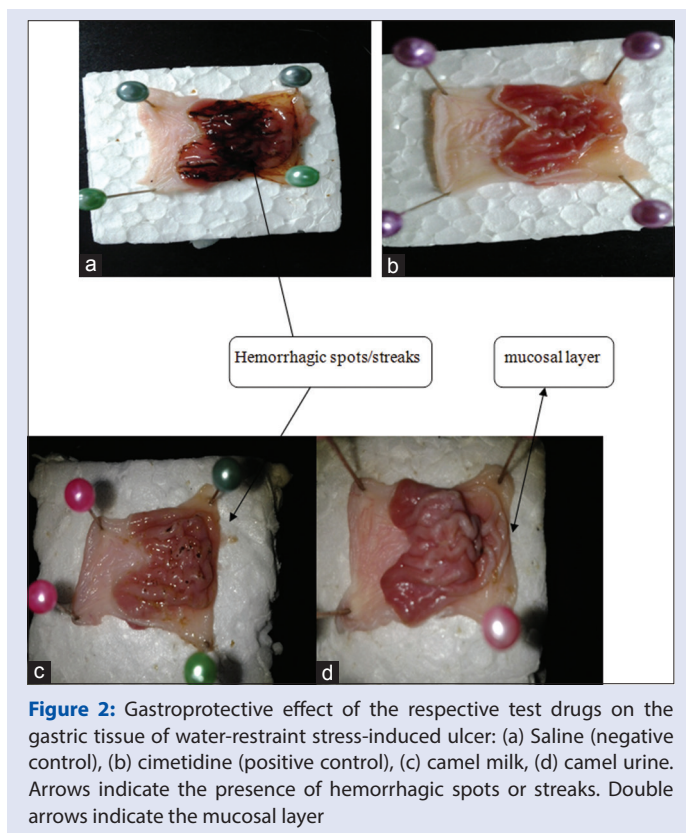 a
b
Hemorrhagic spots/streaks
mucosal layer
c
d
Figure 2: Gastroprotective effect of the respective test drugs on the
gastric tissue of water-restraint stress-induced ulcer: (a) Saline (negative
control), (b) cimetidine (positive control), (c) camel milk, (d) camel urine.
Arrows indicate the presence of hemorrhagic spots or streaks. Double
arrows indicate the mucosal layer